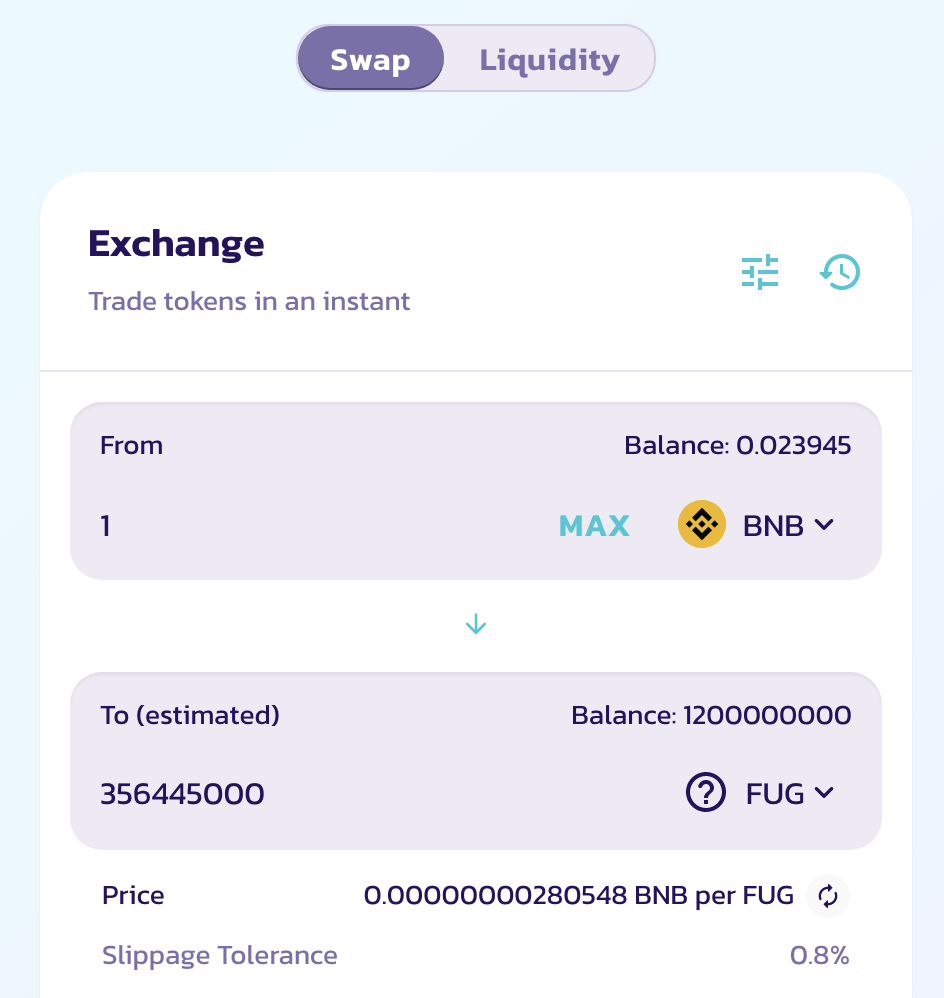 Swap Liquidity
Exchange
Trade tokens in an instant
From Balance: 0.023945
1 MAX BNB
To (estimated) Balance: 1200000000
356445000 FUG
Price 0.00000000280548 BNB per FUG
Slippage Tolerance 0.8%